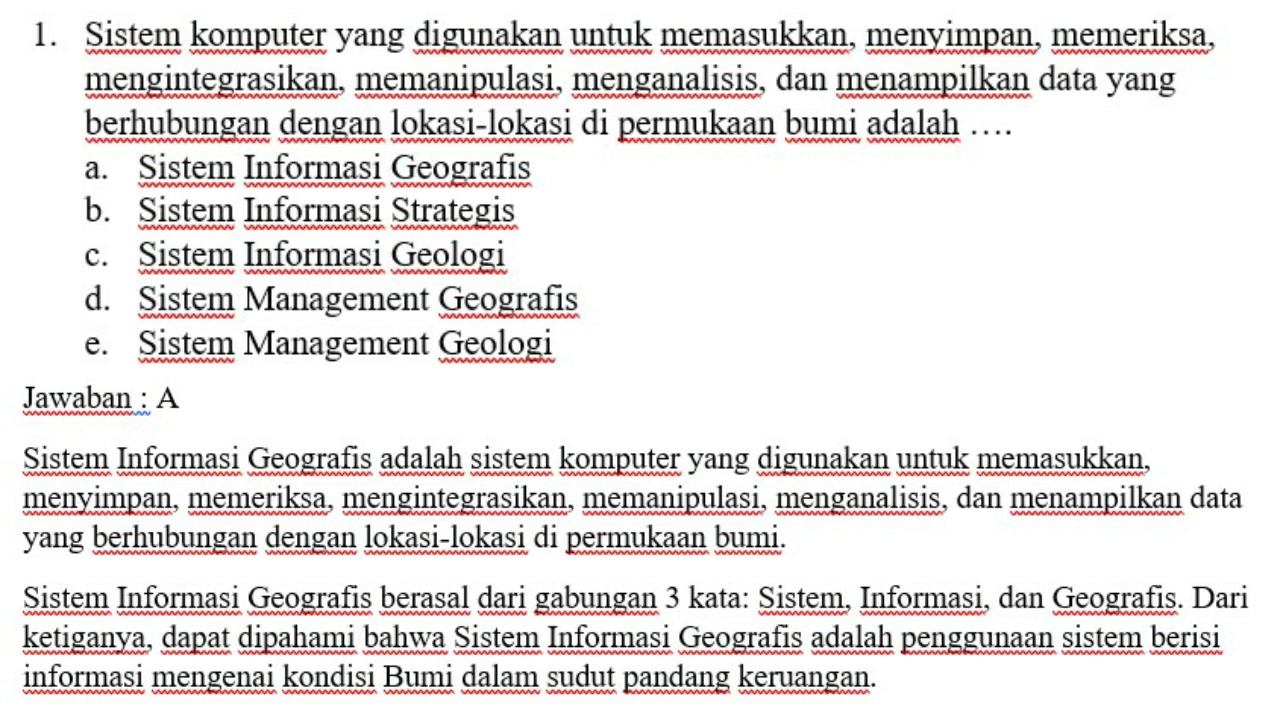 1. Sistem komputer yang digunakan untuk memasukkan, menyimpan, memeriksa,
mengintegrasikan, memanipulasi, menganalisis, dan menampilkan data yang
berhubungan dengan lokasi-lokasi di permukaan bumi adalah ….
a. Sistem Informasi Geografis
b. Sistem Informasi Strategis
c. Sistem Informasi Geologi
d. Sistem Management Geografis
e. Sistem Management Geologi
Jawaban : A
Sistem Informasi Geografis adalah sistem komputer yang digunakan untuk memasukkan,
menyimpan, memeriksa, mengintegrasikan, memanipulasi, menganalisis, dan menampilkan data
yang berhubungan dengan lokasi-lokasi di permukaan bumi.
Sistem Informasi Geografis berasal dari gabungan 3 kata: Sistem, Informasi, dan Geografis. Dari
ketiganya, dapat dipahami bahwa Sistem Informasi Geografis adalah penggunaan sistem berisi
informasi mengenai kondisi Bumi dalam sudut pandang keruangan.